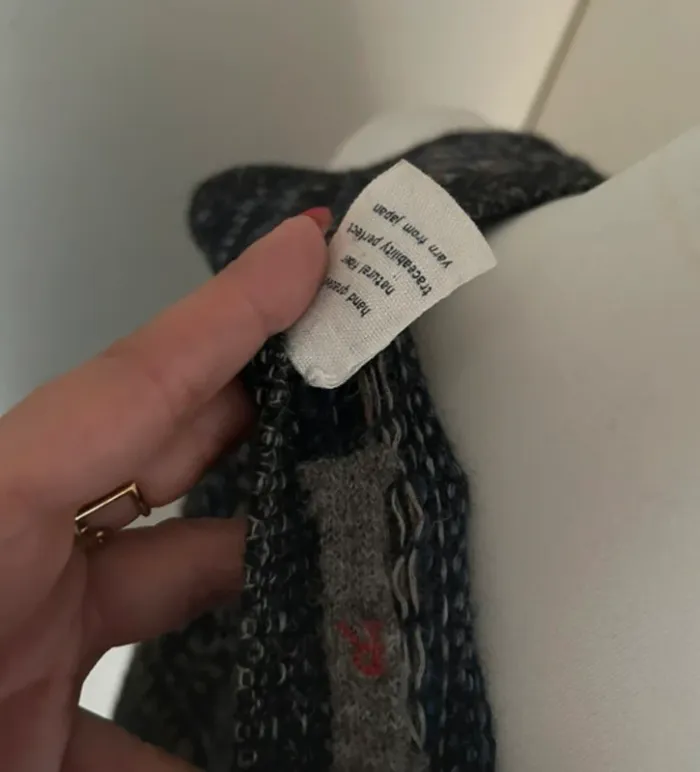 hand
natural
traceability perfect
yarn from japan
R